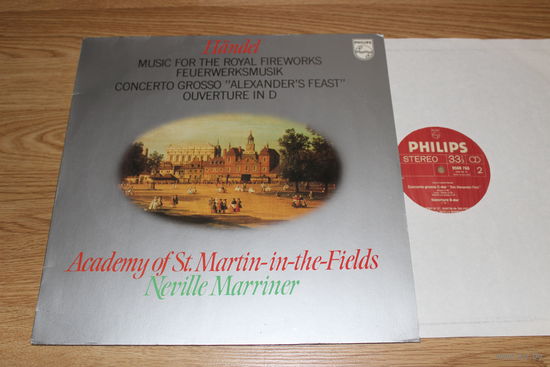 Händel
PHILIPS
MUSIC FOR THE ROYAL FIREWORKS
FEUERWERKSMUSIK
CONCERTO GROSSO "ALEXANDER'S FEAST"
OUVERTURE IN D
Academy of St. Martin-in-the-Fields
Neville Marriner
PHILIPS
STEREO 33⅓
2